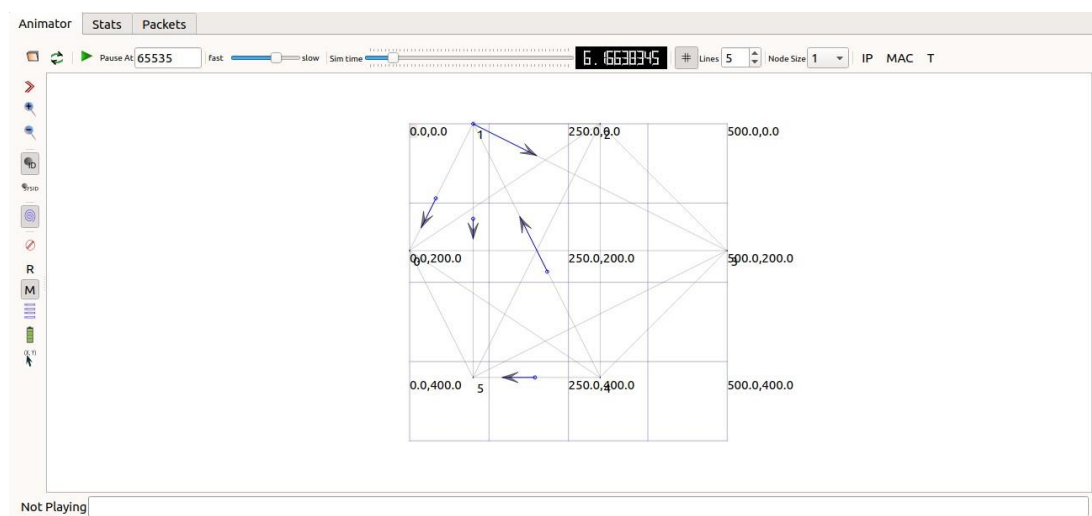 Animator Stats Packets
Pause At 65535 fast slow Sim time 6.16638345 # Lines 5 Node Size 1 IP MAC T
ID
SYSID
R
M
(X,Y)
0.0,0.0 1 250.0,0.0 2 500.0,0.0
0 0.0,200.0 250.0,200.0 3 500.0,200.0
0.0,400.0 5 250.0,400.0 4 500.0,400.0
Not Playing